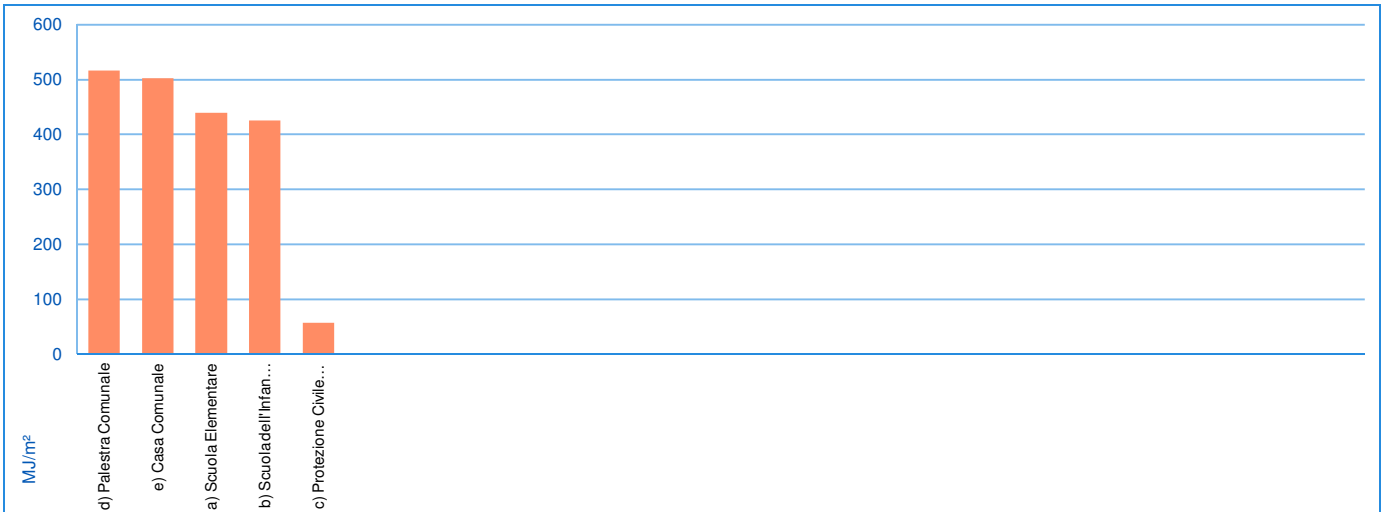 600
500
400
300
200
100
0
MJ/m²
d) Palestra Comunale
e) Casa Comunale
a) Scuola Elementare
b) Scuola dell'Infan…
c) Protezione Civile…